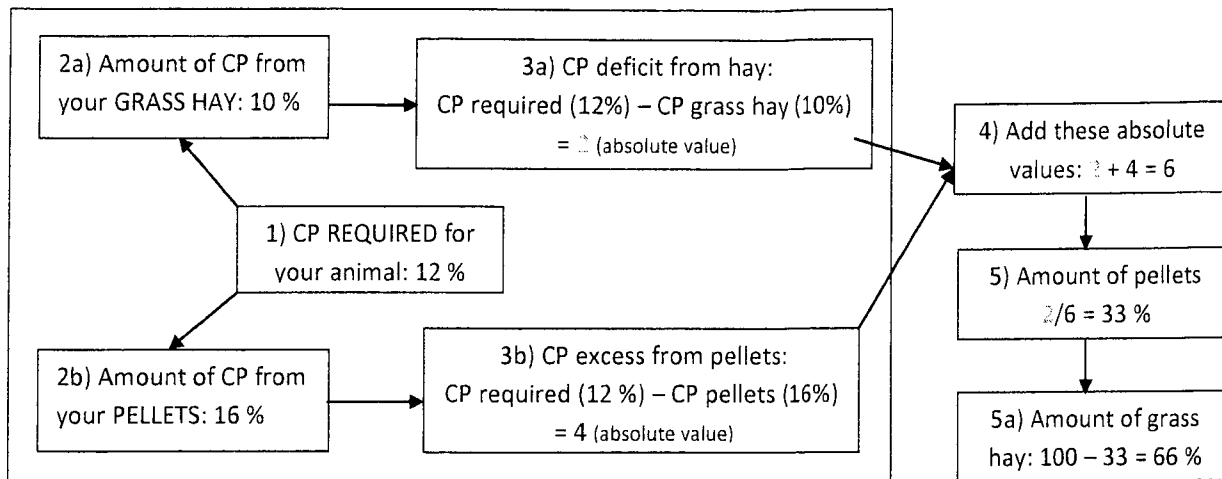 2a) Amount of CP from
your GRASS HAY: 10 %
3a) CP deficit from hay:
CP required (12%) – CP grass hay (10%)
= 2 (absolute value)
1) CP REQUIRED for
your animal: 12 %
2b) Amount of CP from
your PELLETS: 16 %
3b) CP excess from pellets:
CP required (12 %) – CP pellets (16%)
= 4 (absolute value)
4) Add these absolute
values: 2 + 4 = 6
5) Amount of pellets
2/6 = 33 %
5a) Amount of grass
hay: 100 – 33 = 66 %